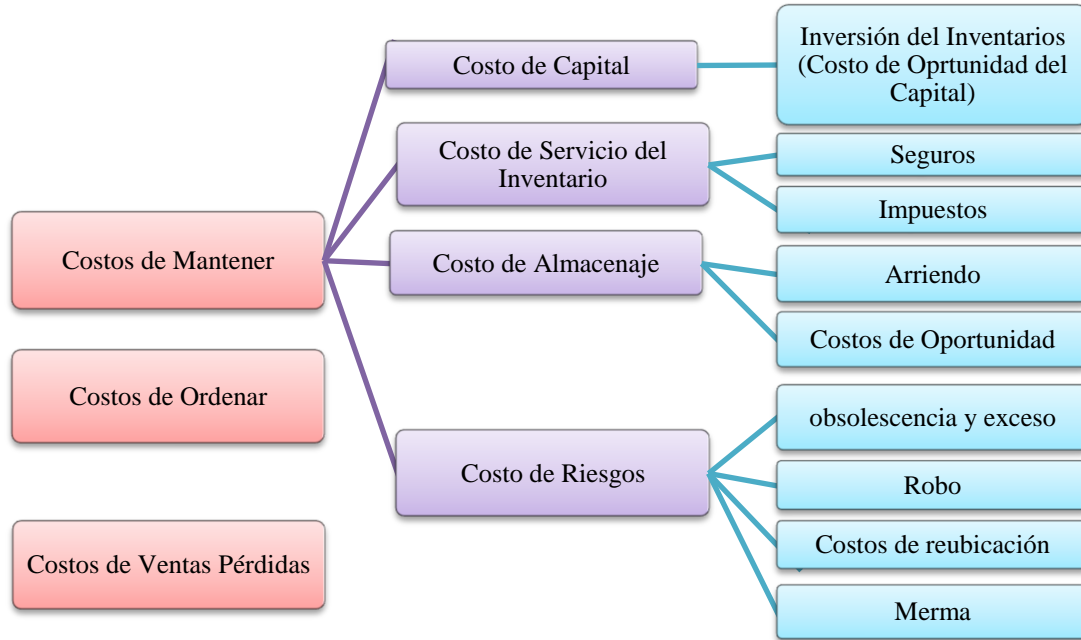 Costos de Mantener
Costos de Ordenar
Costos de Ventas Pérdidas
Costo de Capital
Costo de Servicio del
Inventario
Costo de Almacenaje
Costo de Riesgos
Inversión del Inventarios
(Costo de Oprtunidad del
Capital)
Seguros
Impuestos
Arriendo
Costos de Oportunidad
obsolescencia y exceso
Robo
Costos de reubicación
Merma